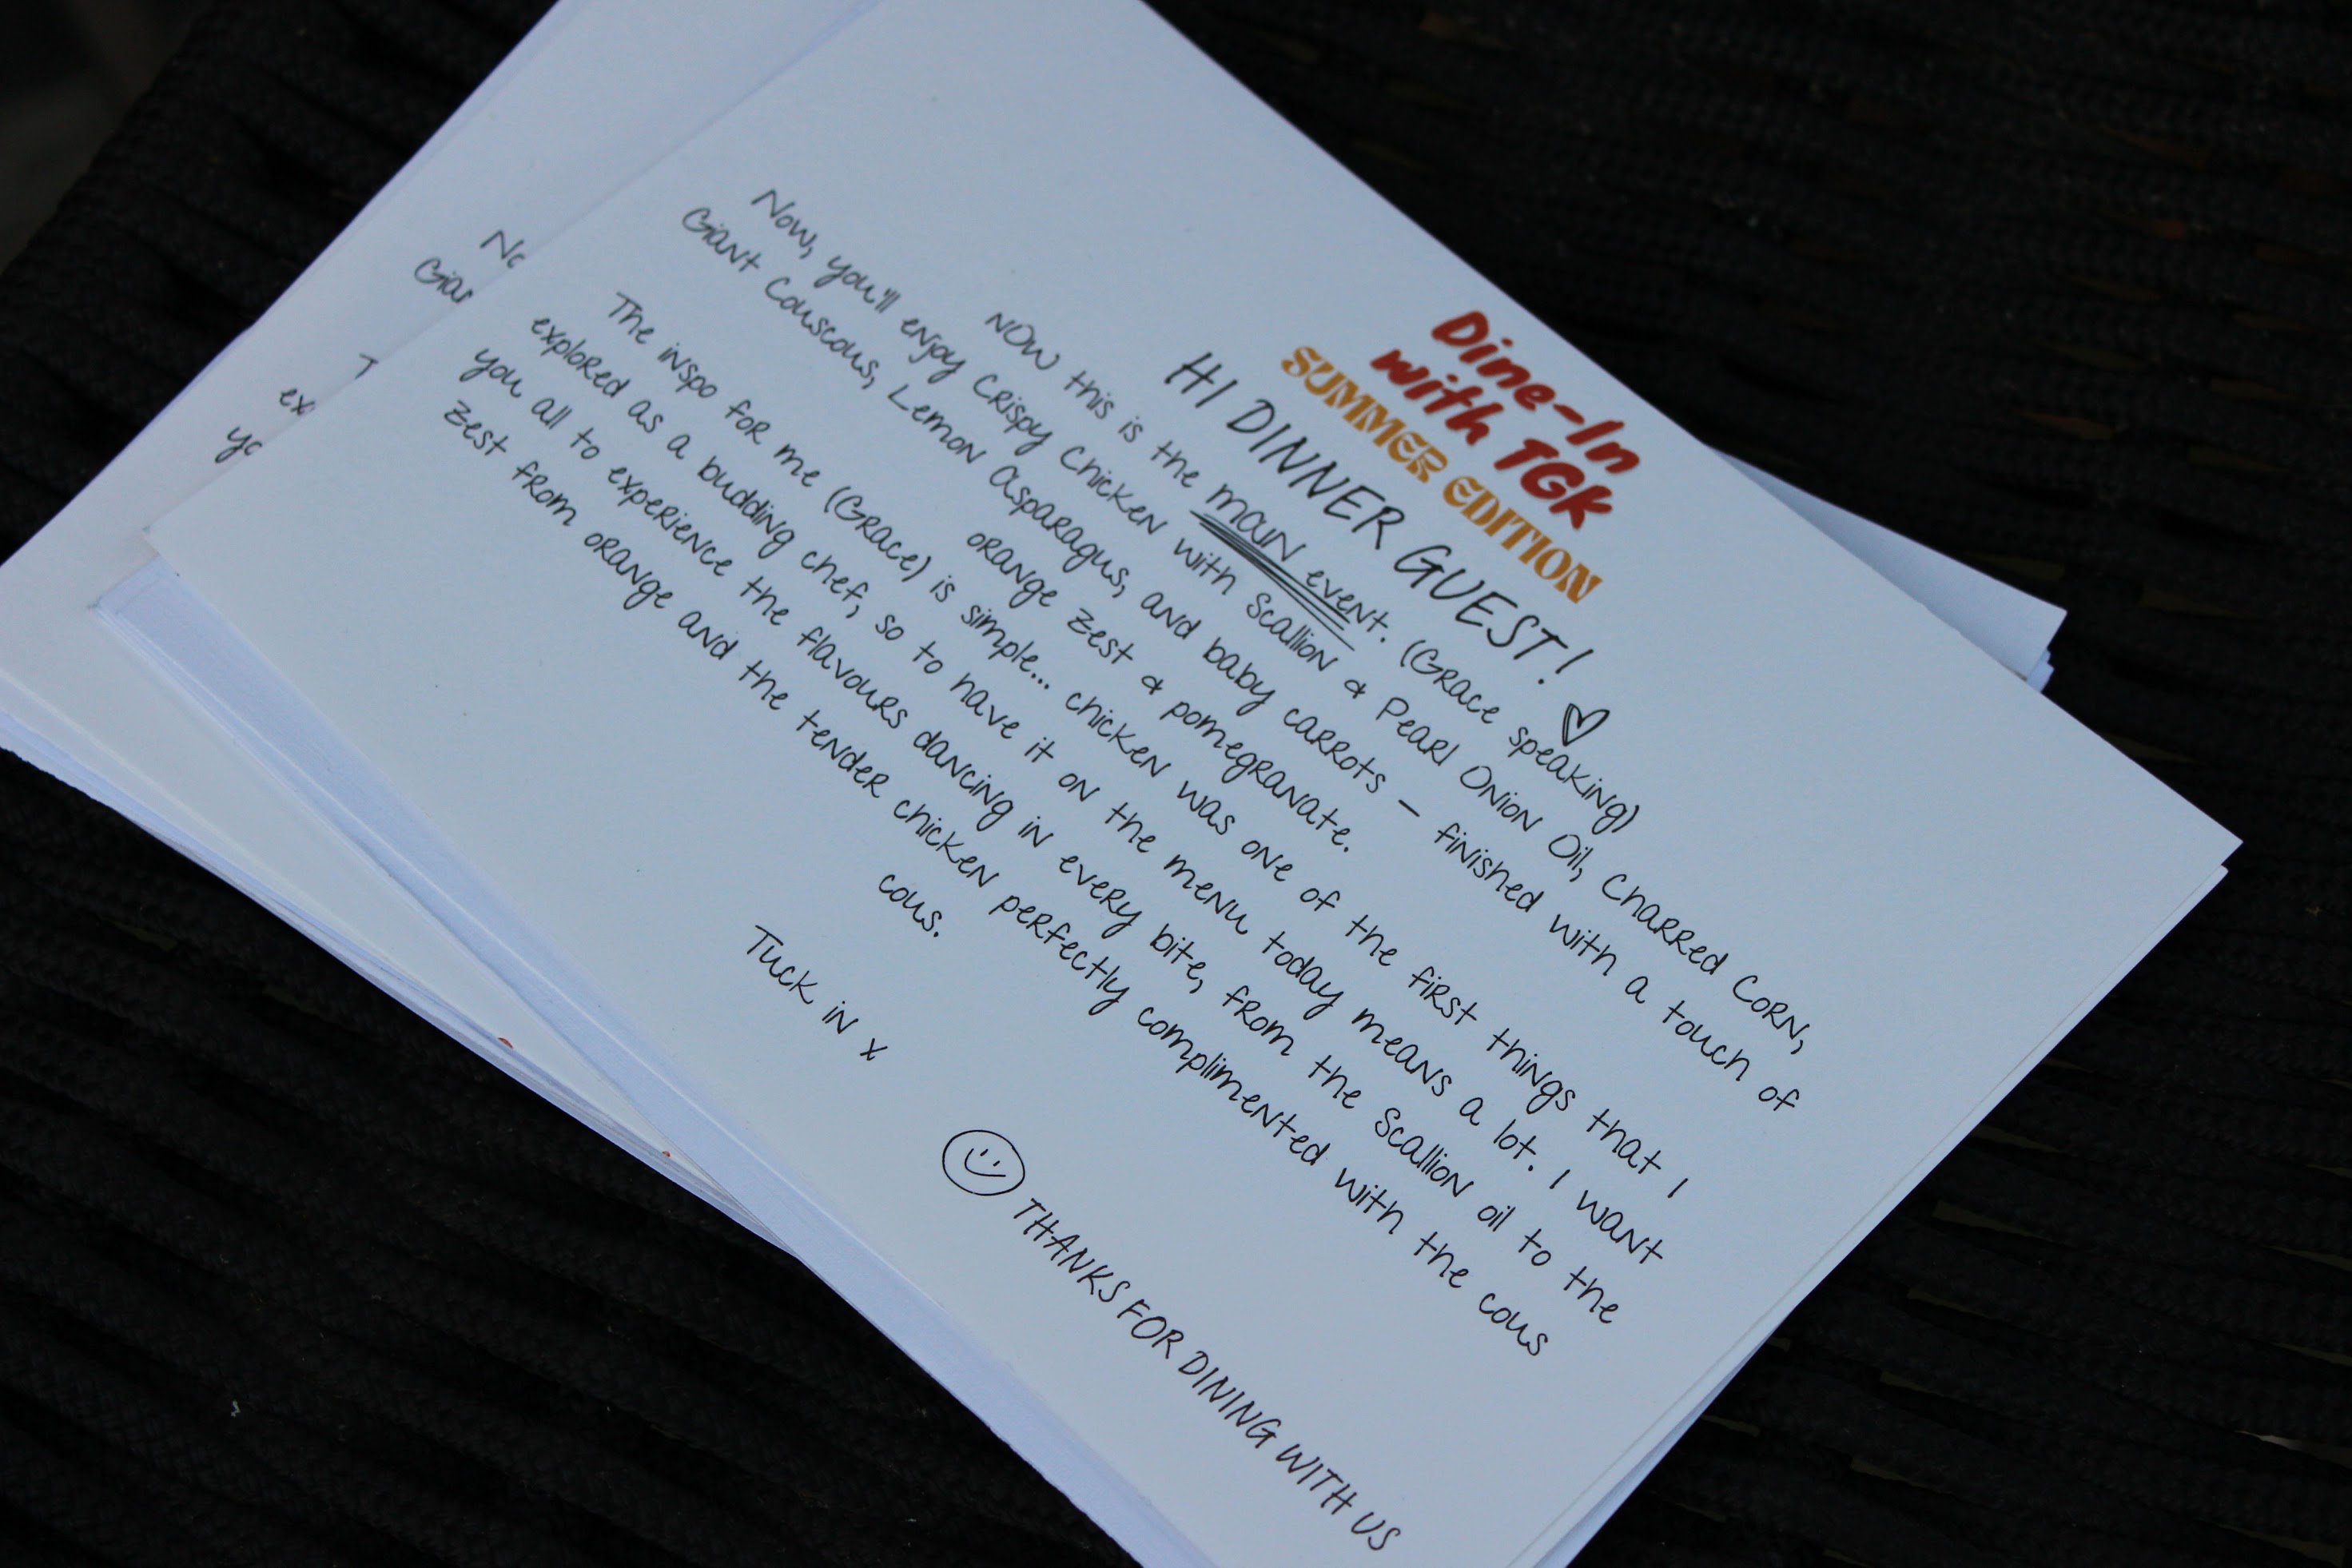 Dine-In
with TGK
SUMMER EDITION
HI DINNER GUEST!
NOW this is the main event. (Grace speaking)
Now, you'll enjoy Crispy Chicken with Scallion & Pearl Onion Oil, Charred Corn,
Giant Couscous, Lemon Asparagus, and baby carrots – finished with a touch of
orange zest & pomegranate.
The inspo for me (Grace) is simple... chicken was one of the first things that I
explored as a budding chef, so to have it on the menu today means a lot. I want
you all to experience the flavours dancing in every bite, from the Scallion oil to the
zest from orange and the tender chicken perfectly complimented with the cous
cous.
Tuck in x
THANKS FOR DINING WITH US
No
Giar
T
ex
yo